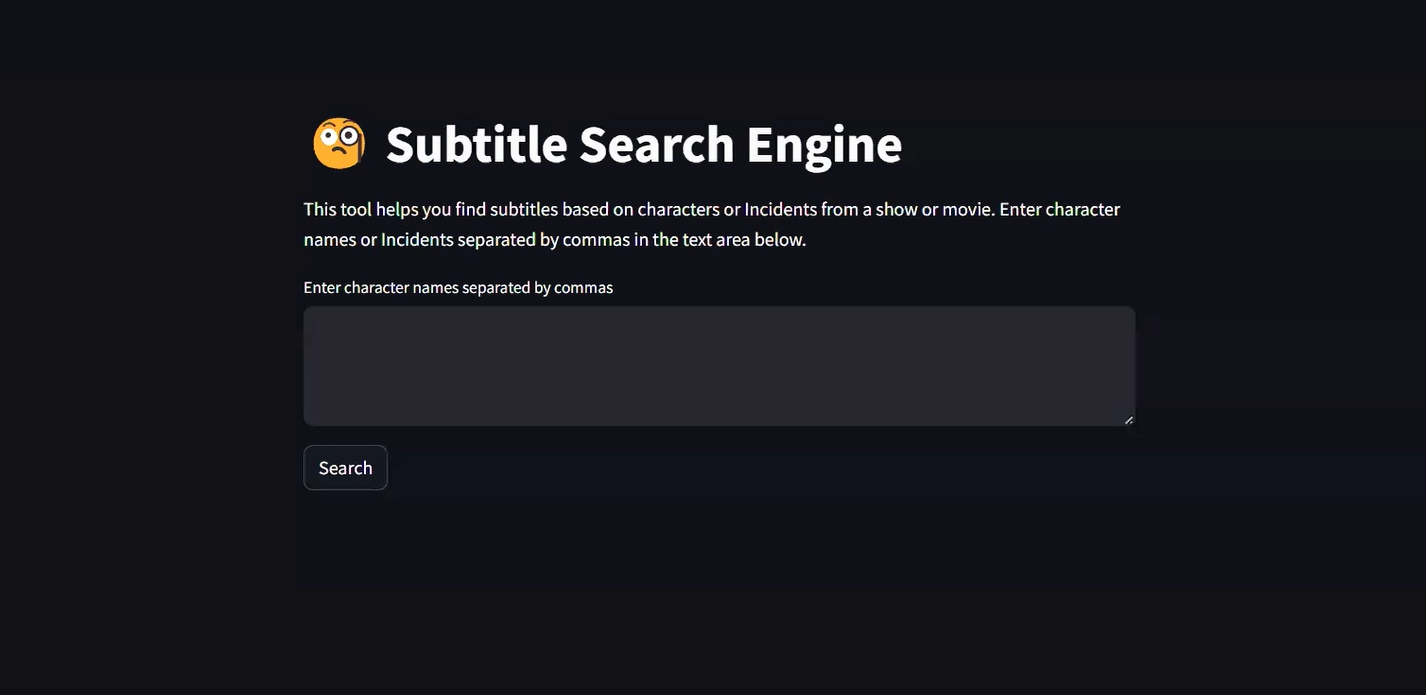 Subtitle Search Engine
This tool helps you find subtitles based on characters or Incidents from a show or movie. Enter character
names or Incidents separated by commas in the text area below.
Enter character names separated by commas
Search